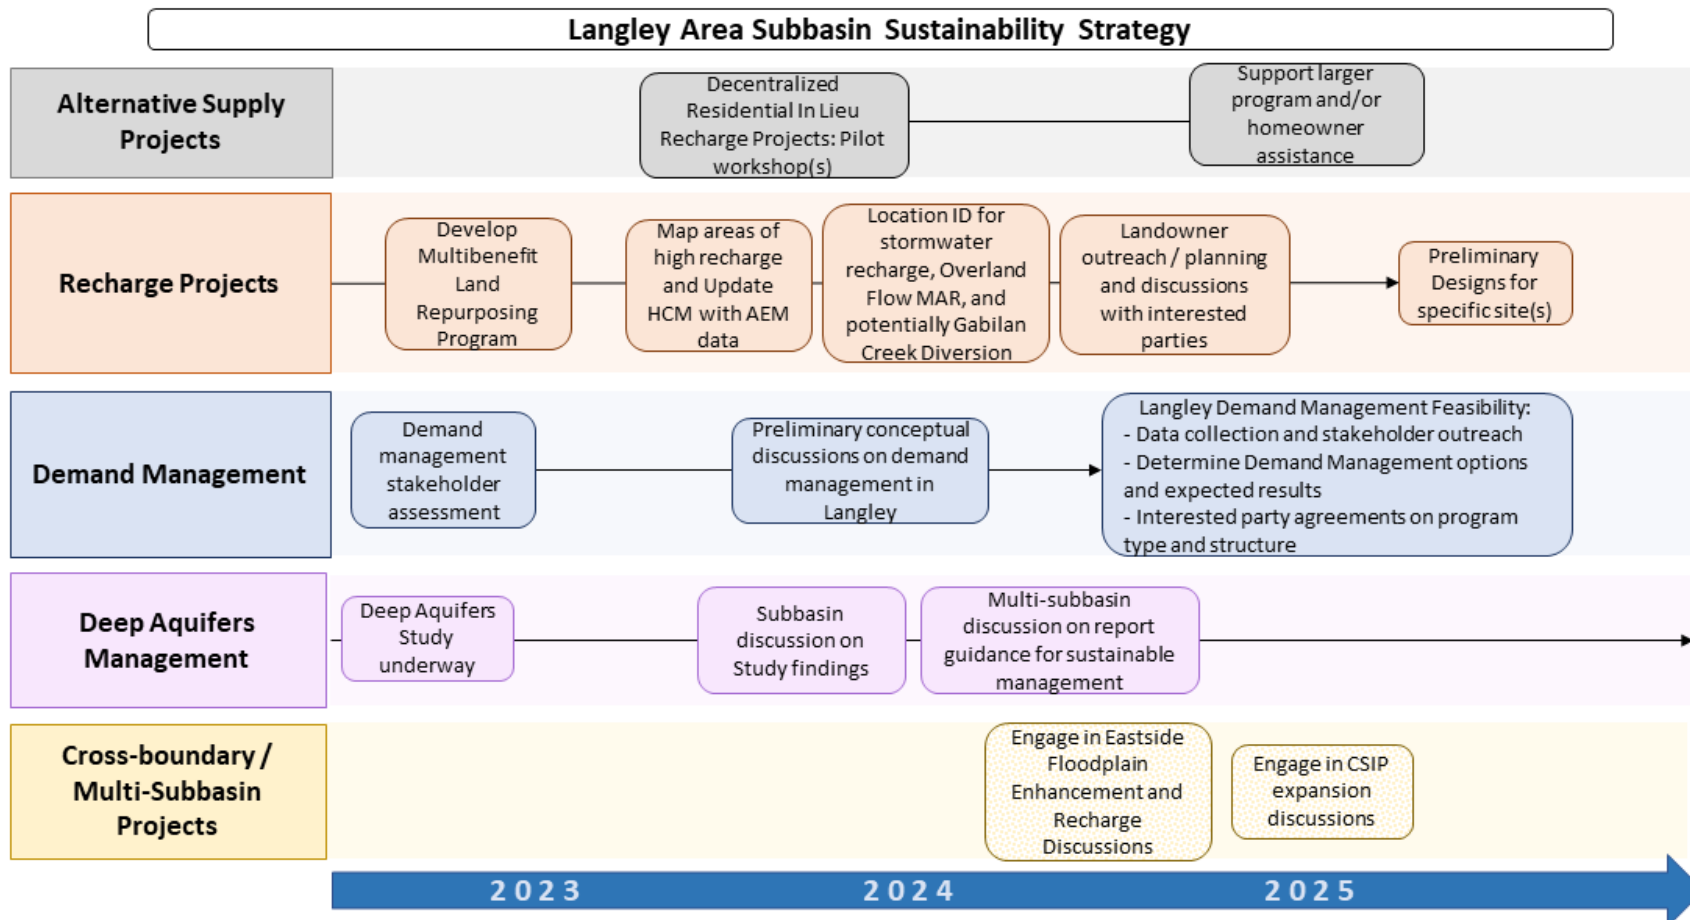 Langley Area Subbasin Sustainability Strategy
Alternative Supply
Projects
Decentralized
Residential In Lieu
Recharge Projects: Pilot
workshop(s)
Support larger
program and/or
homeowner
assistance
Recharge Projects
Develop
Multibenefit
Land
Repurposing
Program
Map areas of
high recharge
and Update
HCM with AEM
data
Location ID for
stormwater
recharge, Overland
Flow MAR, and
potentially Gabilan
Creek Diversion
Landowner
outreach / planning
and discussions
with interested
parties
Preliminary
Designs for
specific site(s)
Demand Management
Demand
management
stakeholder
assessment
Preliminary conceptual
discussions on demand
management in
Langley
Langley Demand Management Feasibility:
- Data collection and stakeholder outreach
- Determine Demand Management options
and expected results
- Interested party agreements on program
type and structure
Deep Aquifers
Management
Deep Aquifers
Study
underway
Subbasin
discussion on
Study findings
Multi-subbasin
discussion on report
guidance for sustainable
management
Cross-boundary /
Multi-Subbasin
Projects
Engage in Eastside
Floodplain
Enhancement and
Recharge
Discussions
Engage in CSIP
expansion
discussions
2023
2024
2025